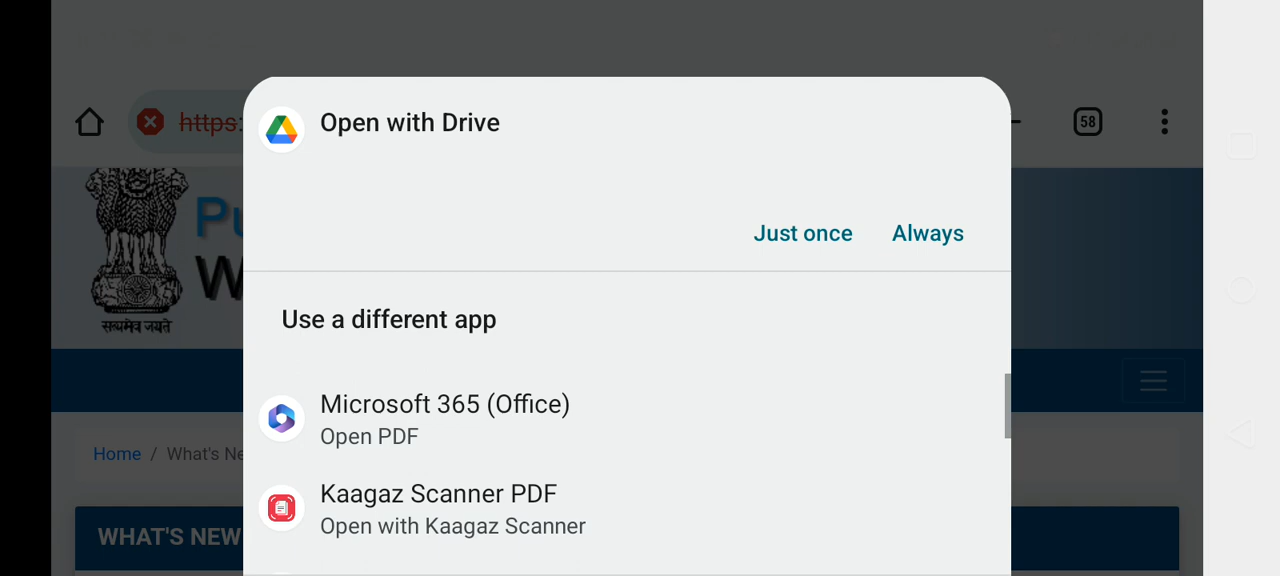 Open with Drive
https:
58
Pu
W
Just once Always
Use a different app
सत्यमेव जयते
Microsoft 365 (Office)
Open PDF
Home / What's Ne
Kaagaz Scanner PDF
Open with Kaagaz Scanner
WHAT'S NEW